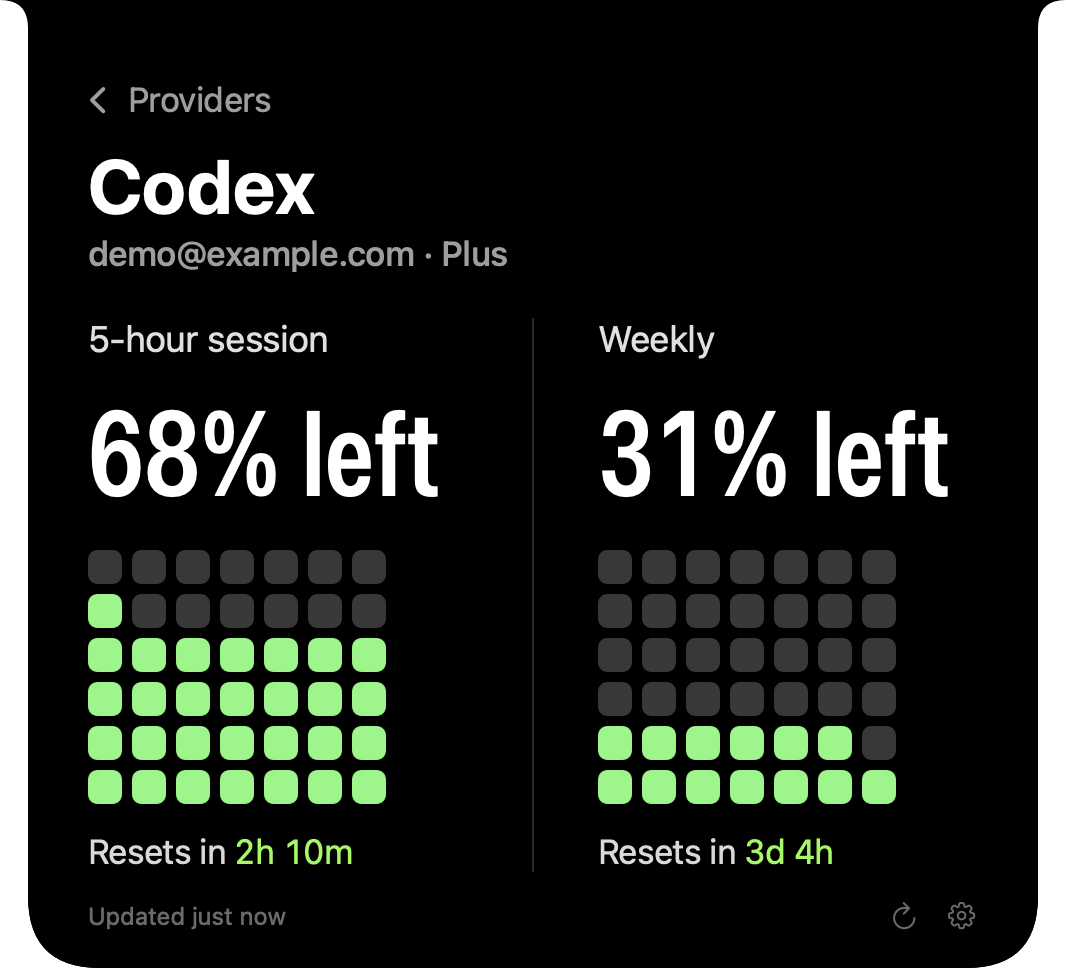 Providers
Codex
demo@example.com · Plus
5-hour session
68% left
Resets in 2h 10m
Weekly
31% left
Resets in 3d 4h
Updated just now